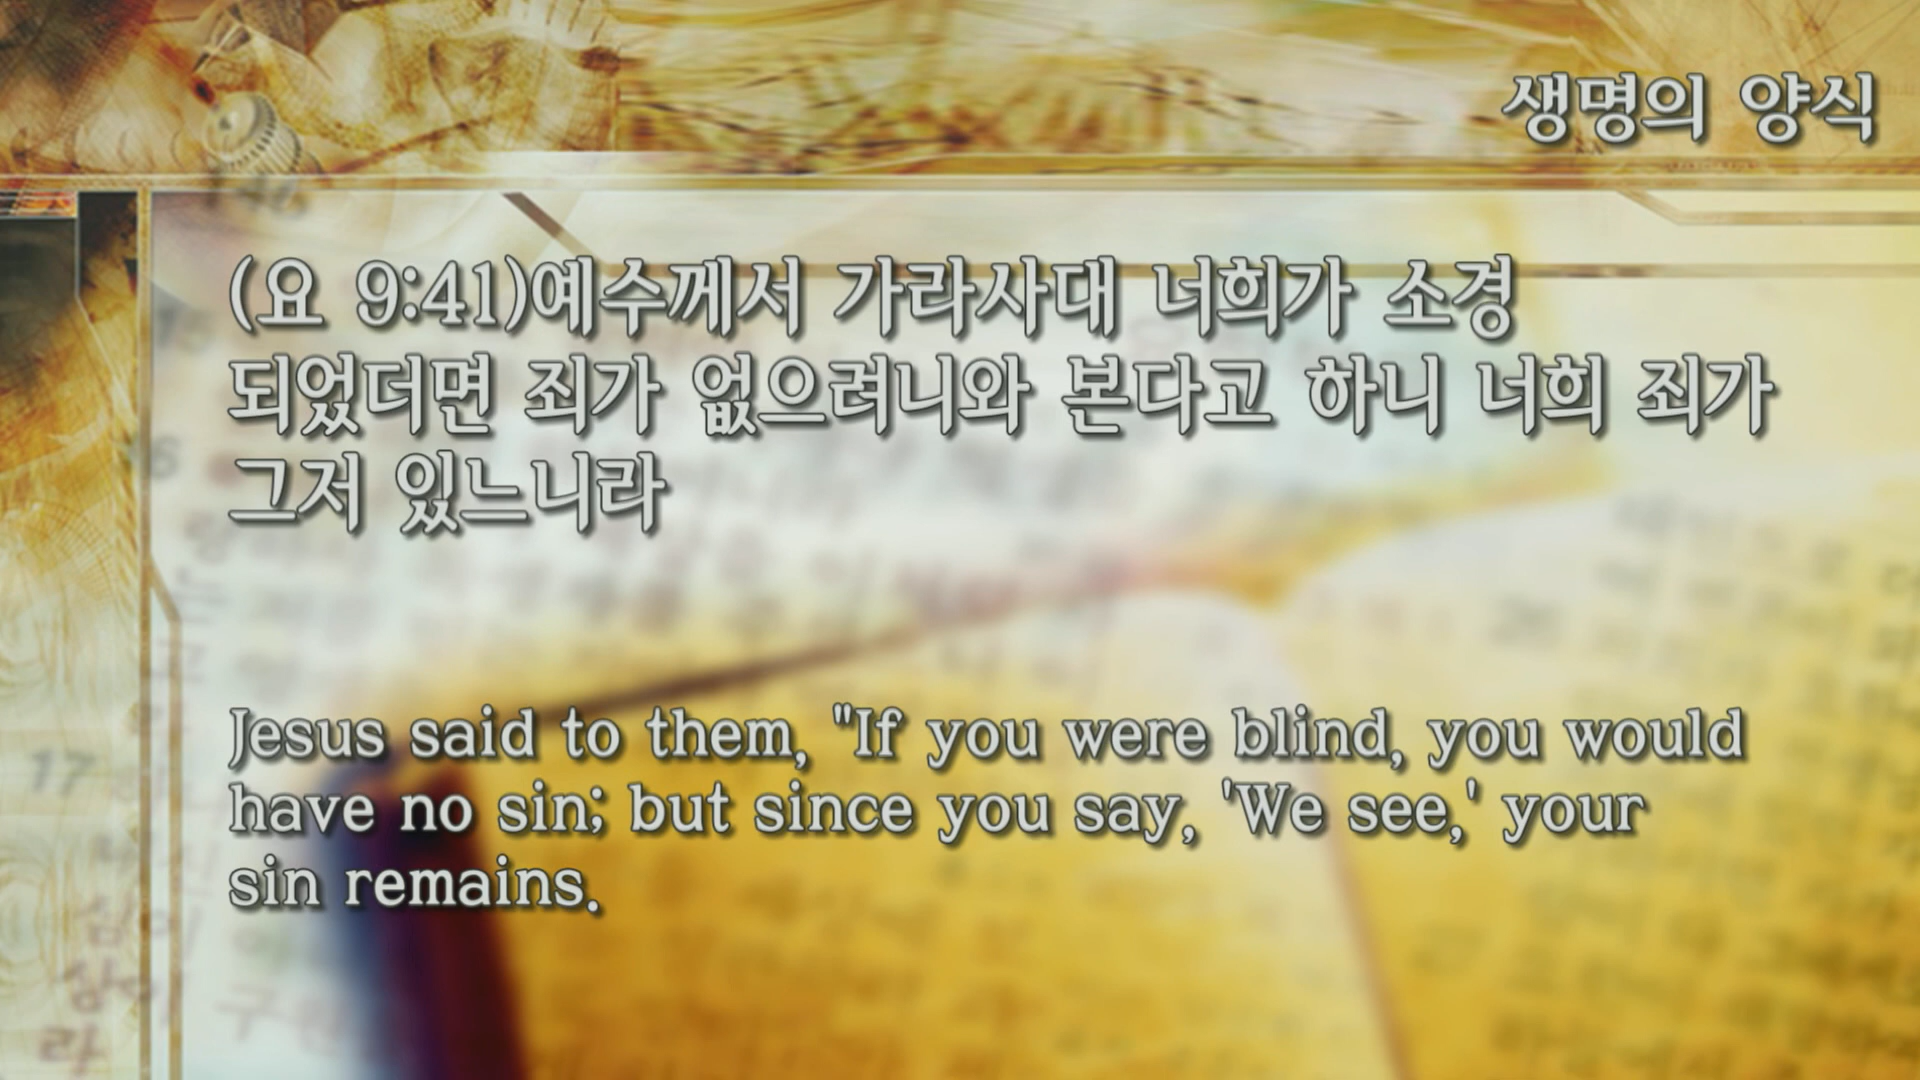 생명의 양식
(요 9:41)예수께서 가라사대 너희가 소경
되었더면 죄가 없으려니와 본다고 하니 너희 죄가
그저 있느니라
Jesus said to them, "If you were blind, you would
have no sin; but since you say, 'We see,' your
sin remains.
17